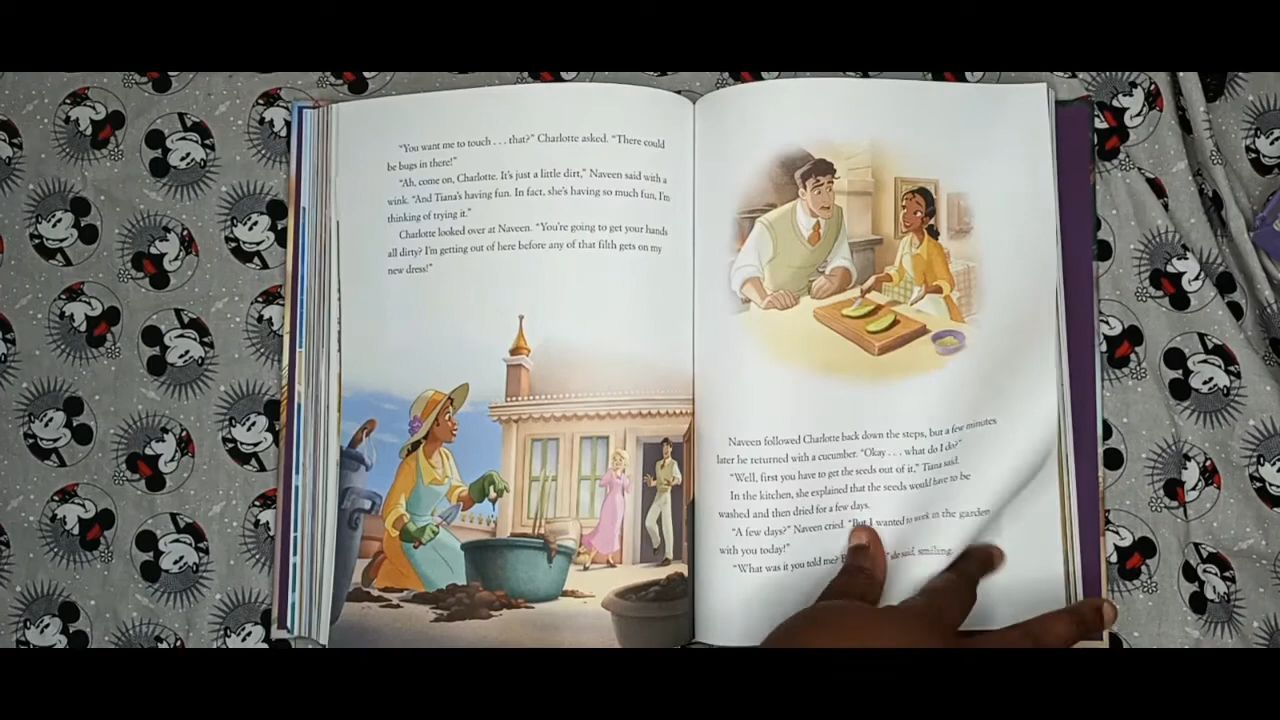 “You want me to touch . . . that?” Charlotte asked. “There could
be bugs in there!”
“Ah, come on, Charlotte. It’s just a little dirt,” Naveen said with a
wink. “And Tiana’s having fun. In fact, she’s having so much fun, I’m
thinking of trying it.”
Charlotte looked over at Naveen. “You’re going to get your hands
all dirty? I’m getting out of here before any of that filth gets on my
new dress!”
Naveen followed Charlotte back down the steps, but a few minutes
later he returned with a cucumber. “Okay . . . what do I do?”
“Well, first you have to get the seeds out of it,” Tiana said.
In the kitchen, she explained that the seeds would have to be
washed and then dried for a few days.
“A few days?” Naveen cried. “But I wanted to work in the garden
with you today!”
“What was it you told me? she said, smiling.